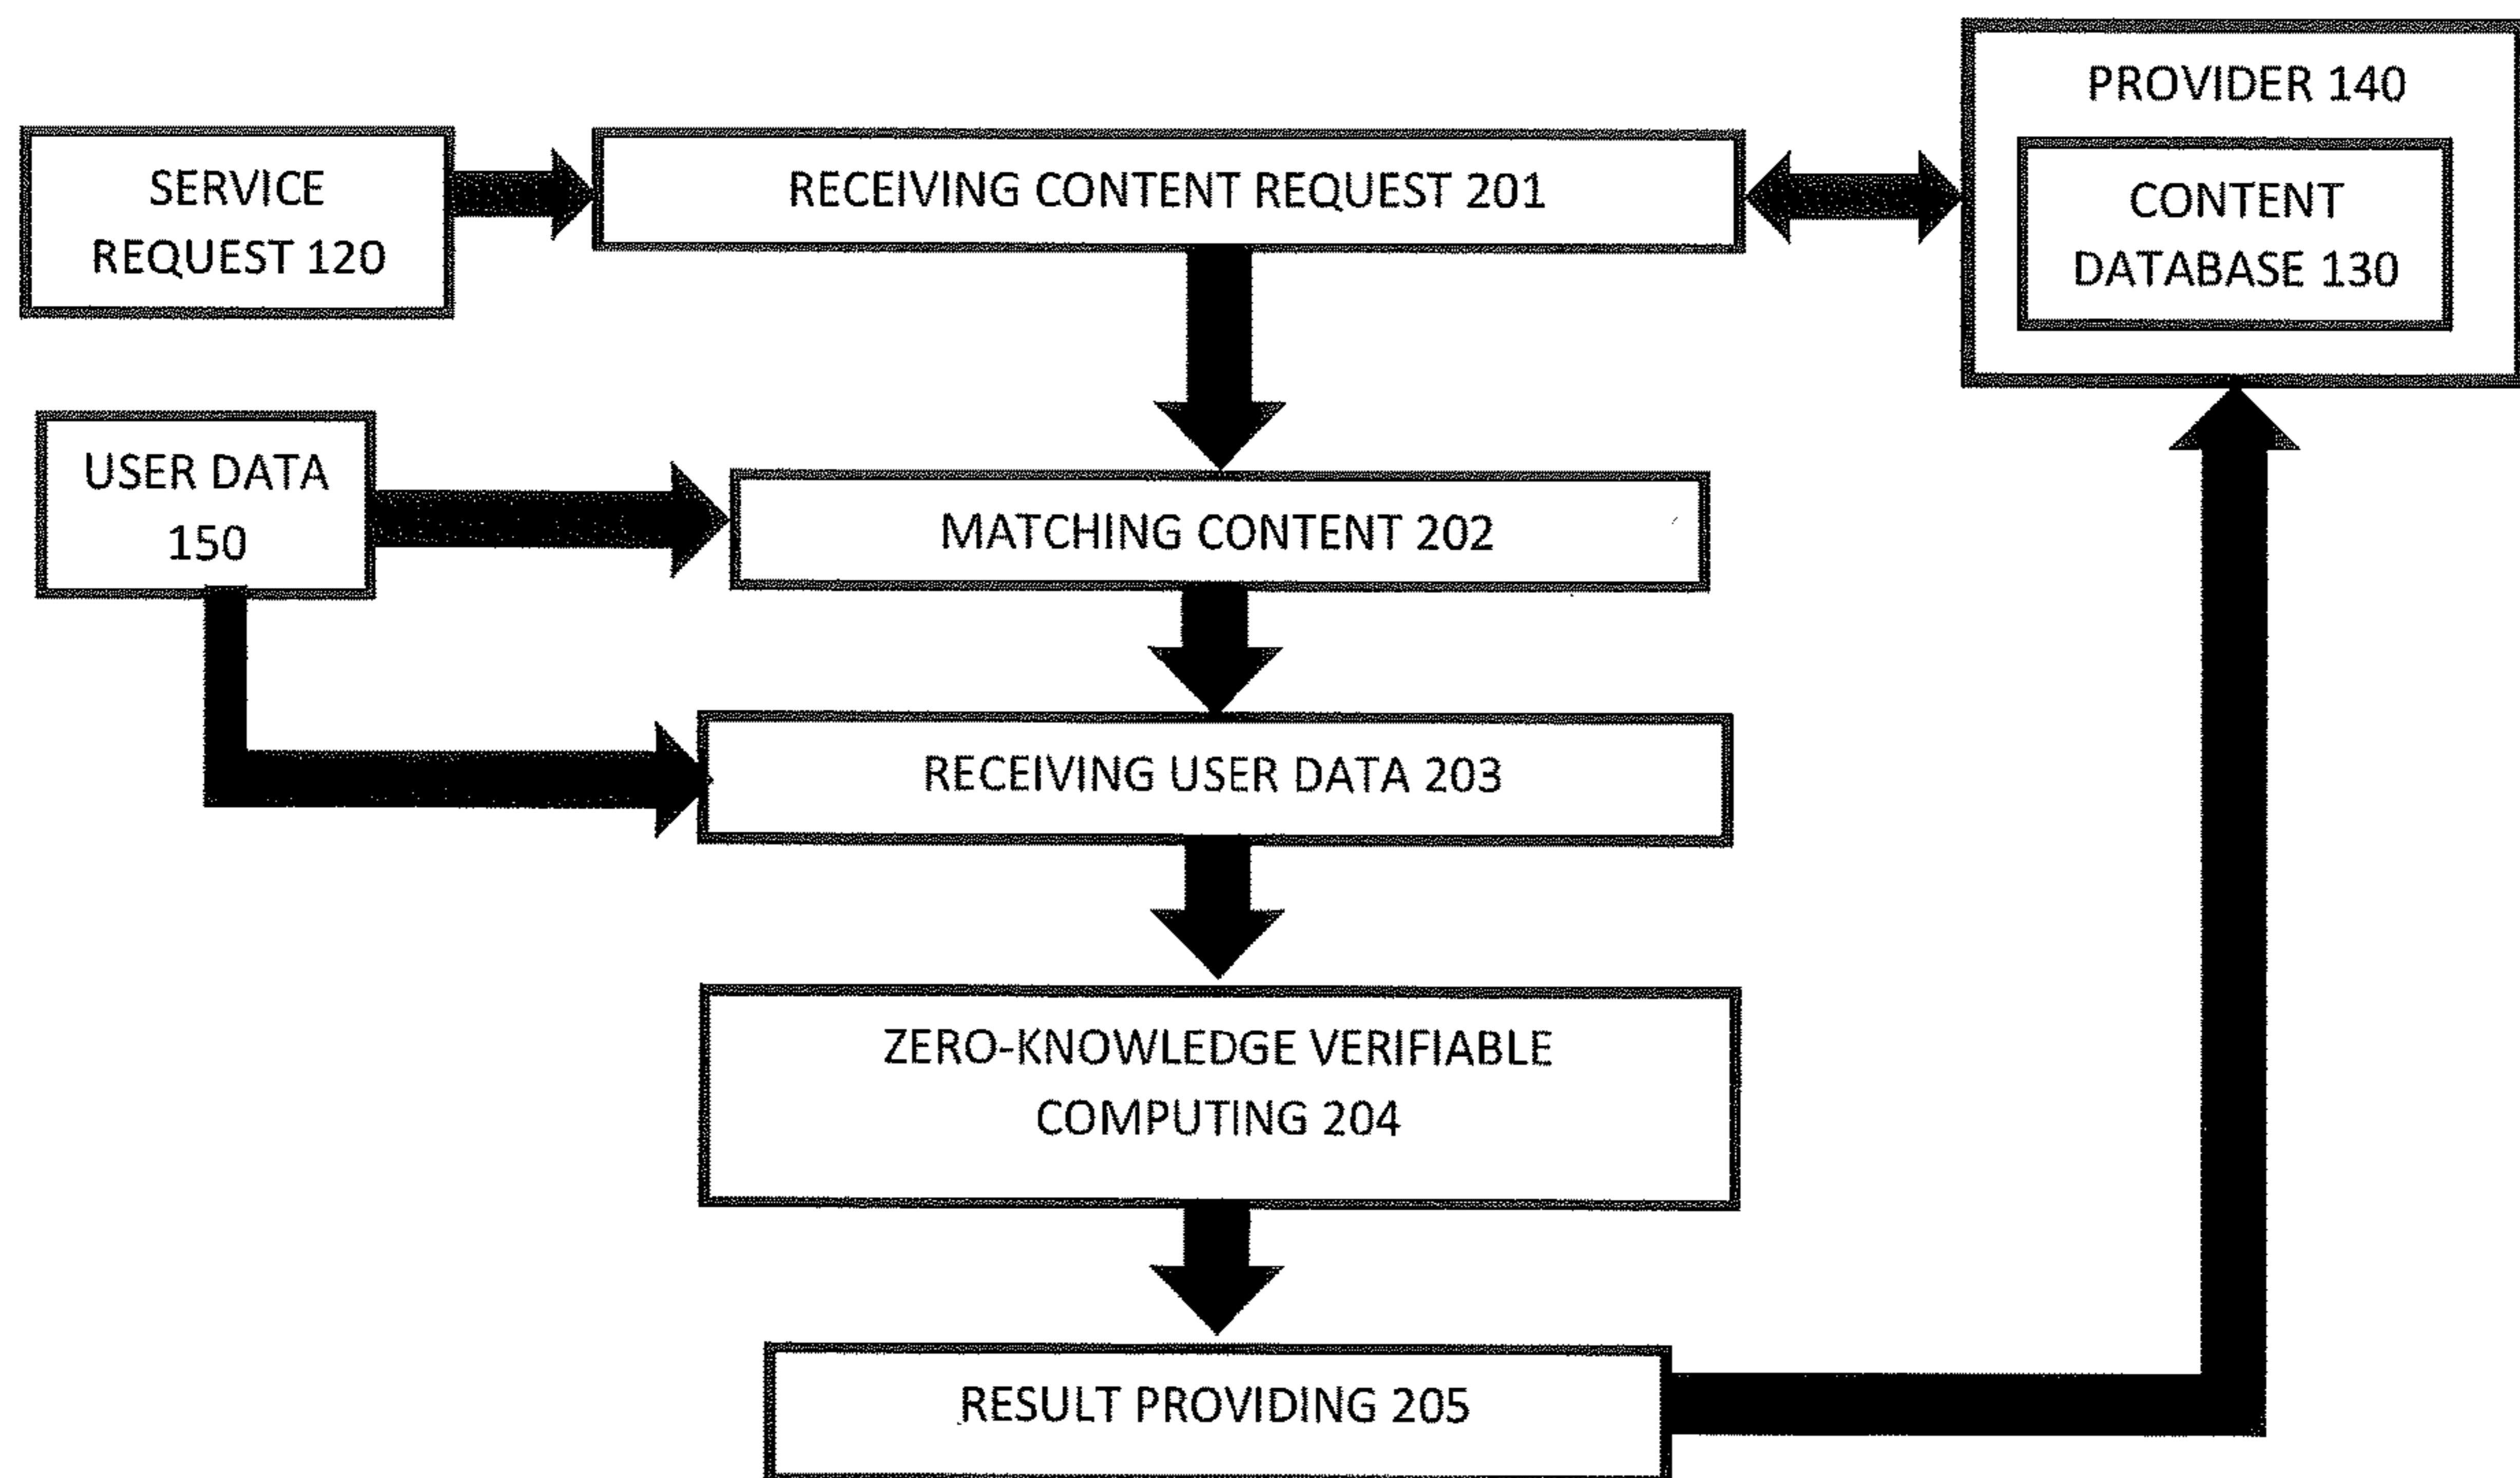 PROVIDER 140
SERVICE
REQUEST 120
RECEIVING CONTENT REQUEST 201
CONTENT
DATABASE 130
USER DATA
150
MATCHING CONTENT 202
RECEIVING USER DATA 203
ZERO-KNOWLEDGE VERIFIABLE
COMPUTING 204
RESULT PROVIDING 205